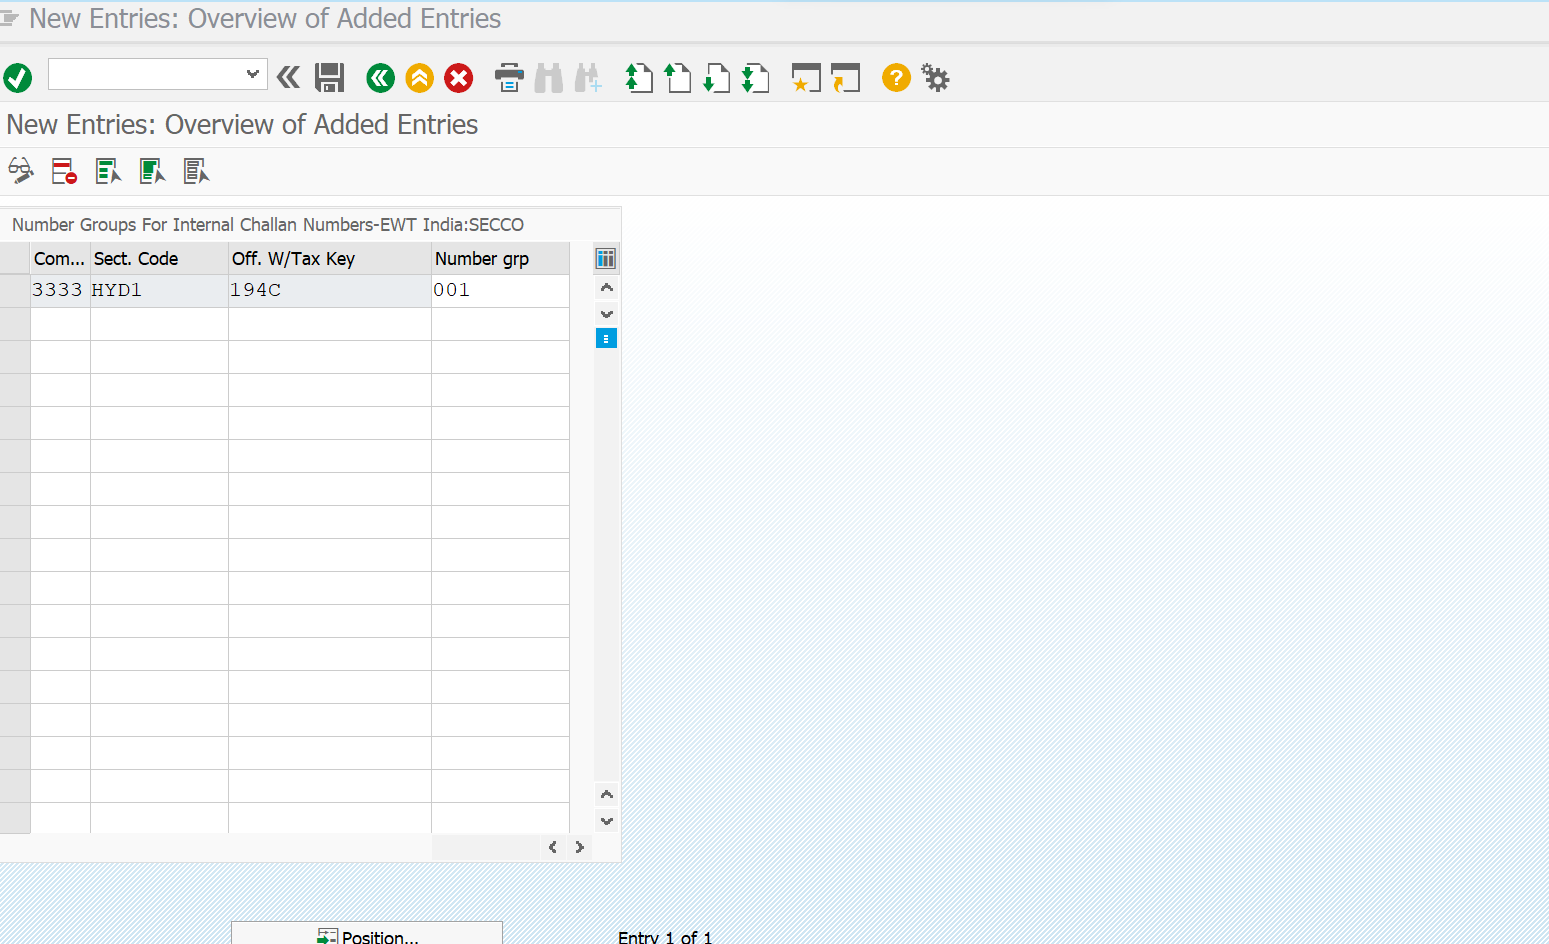 New Entries: Overview of Added Entries
New Entries: Overview of Added Entries
Number Groups For Internal Challan Numbers-EWT India:SECCO
Com... Sect. Code Off. W/Tax Key Number grp
3333 HYD1 194C 001
Position... Entry 1 of 1